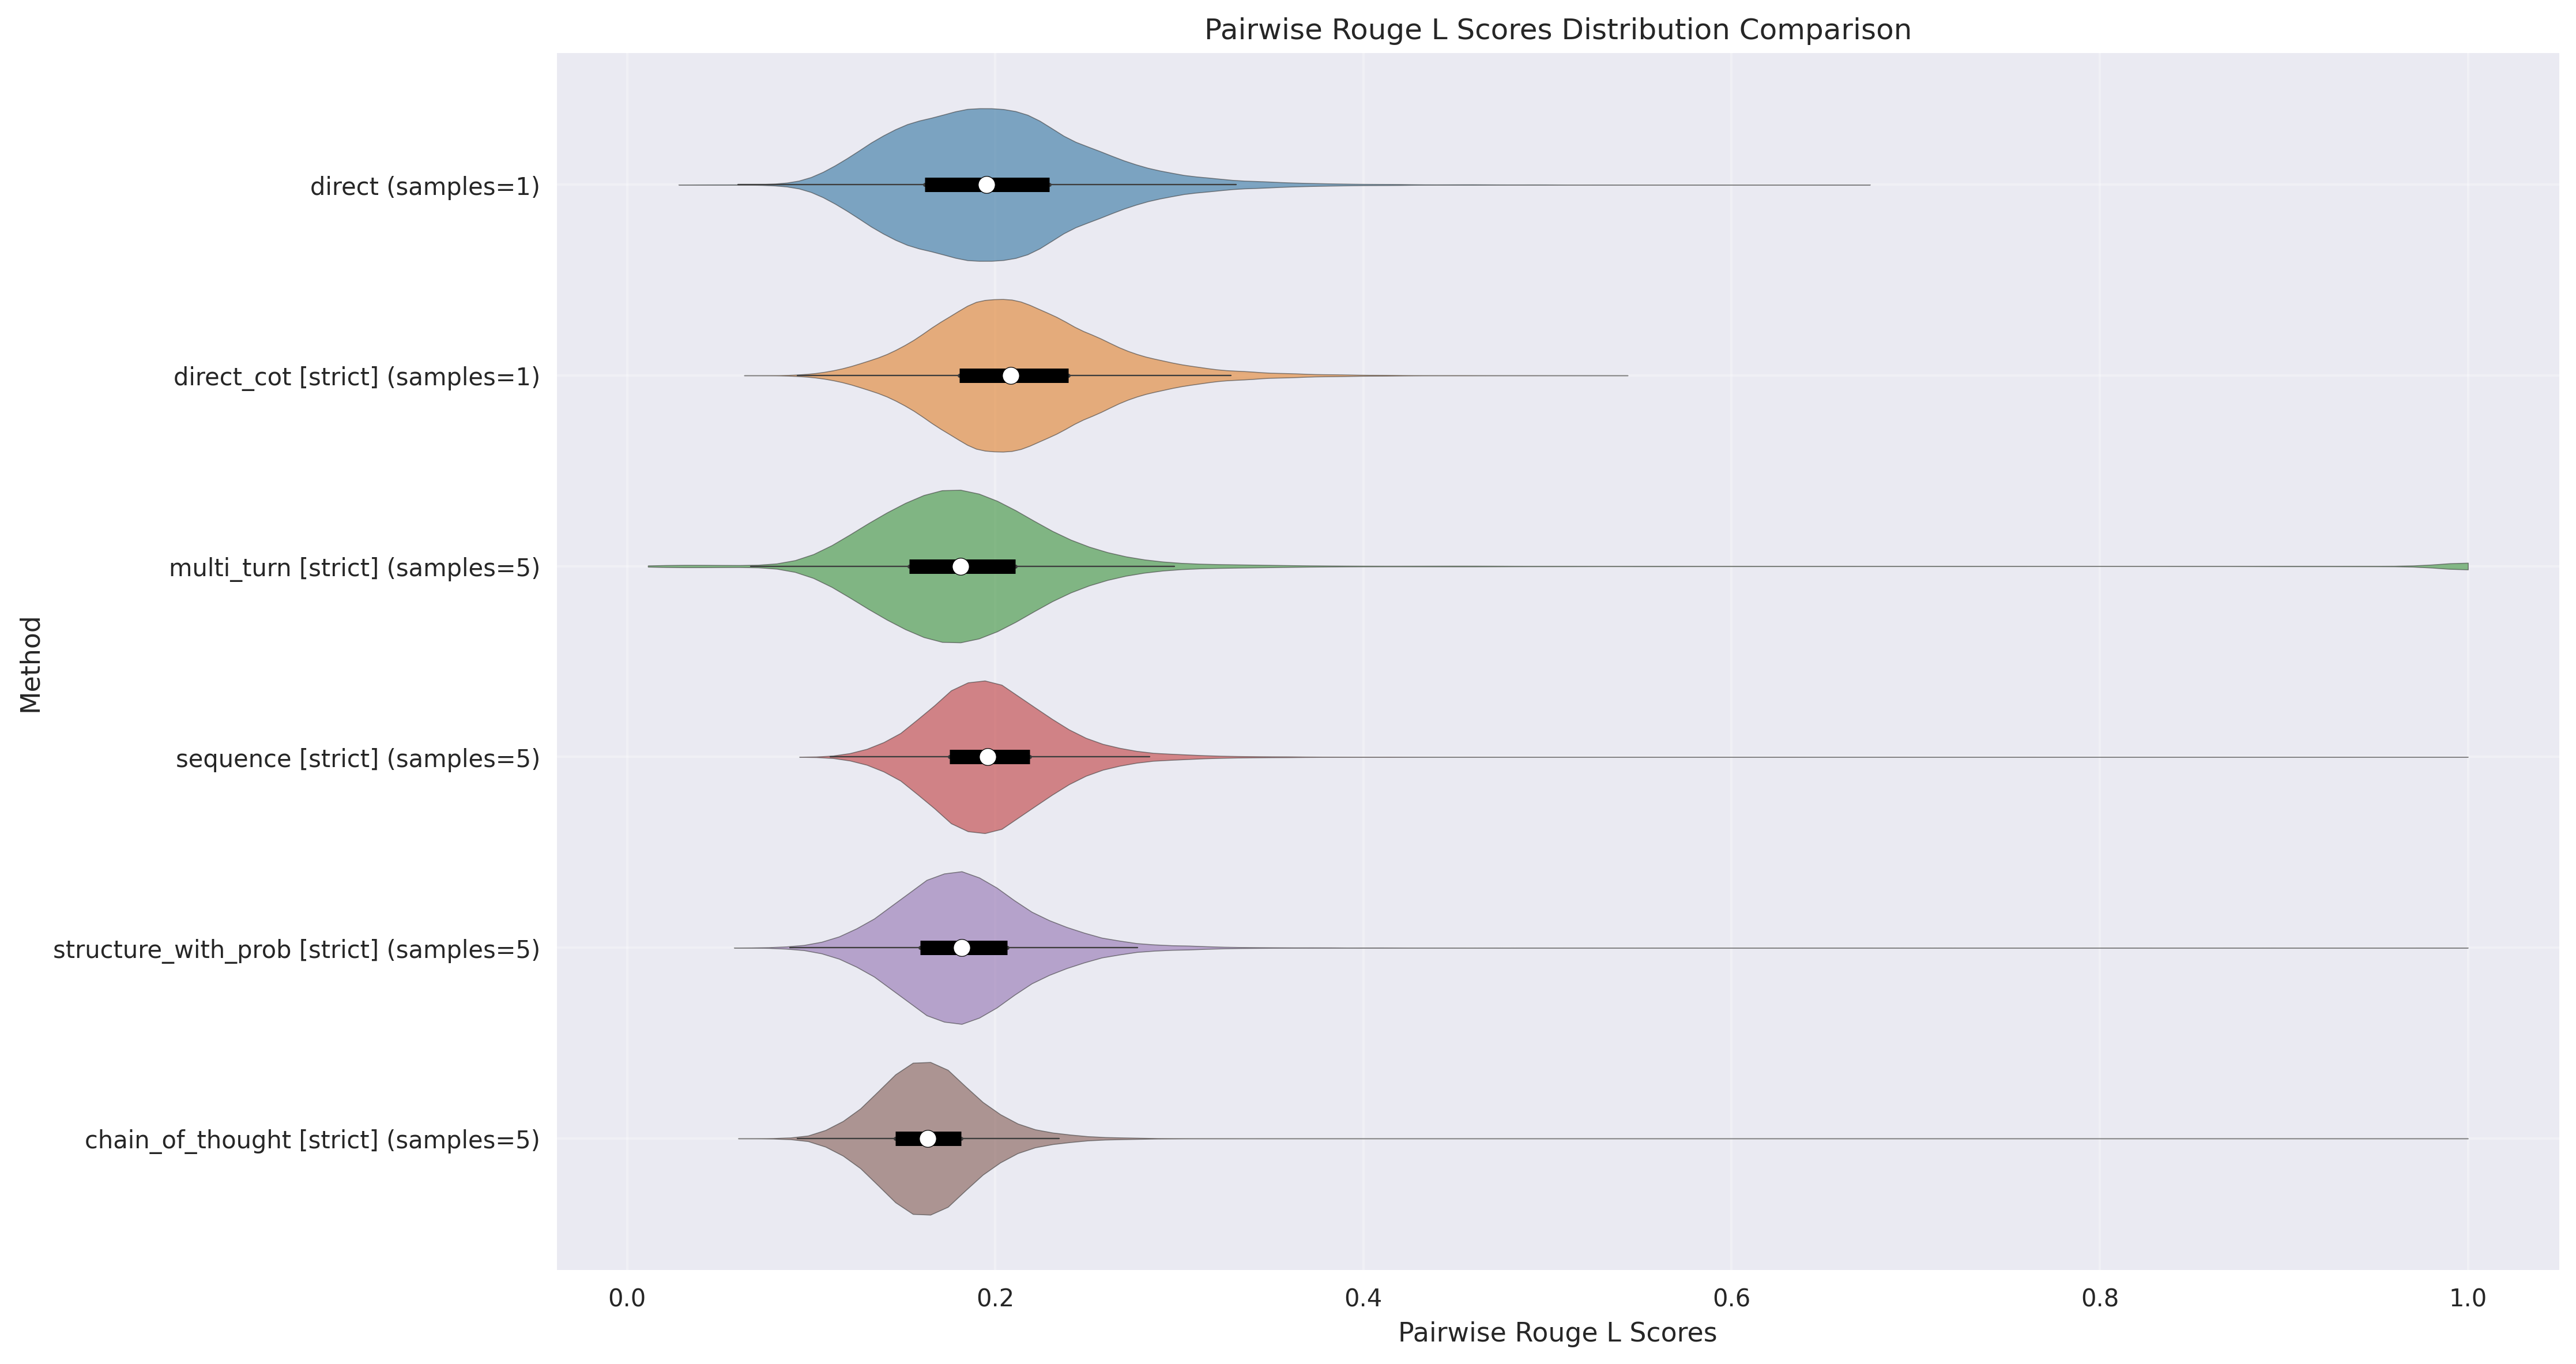 Pairwise Rouge L Scores Distribution Comparison
Method
direct (samples=1)
direct_cot [strict] (samples=1)
multi_turn [strict] (samples=5)
sequence [strict] (samples=5)
structure_with_prob [strict] (samples=5)
chain_of_thought [strict] (samples=5)
0.0 0.2 0.4 0.6 0.8 1.0
Pairwise Rouge L Scores